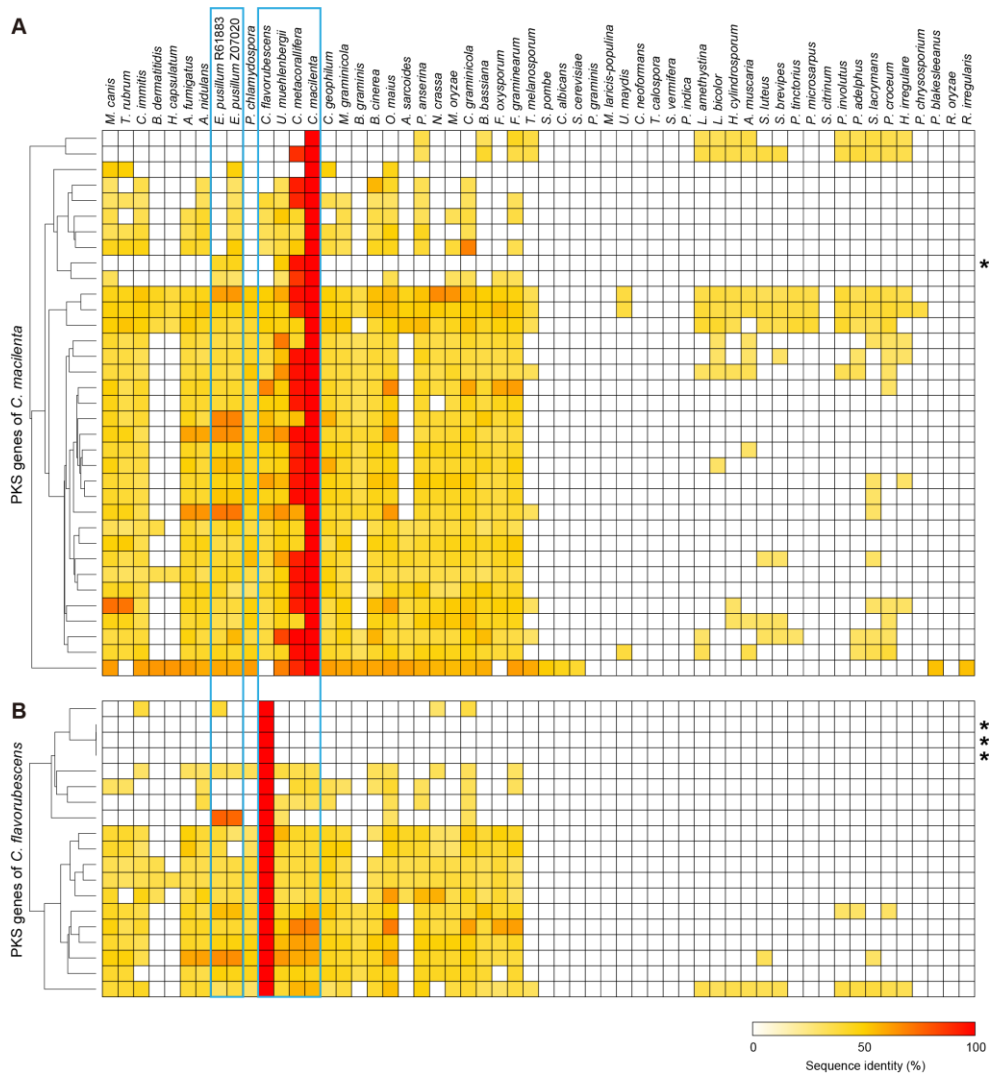 A
M. canis
T. rubrum
C. immitis
B. dermatitidis
H. capsulatum
A. fumigatus
A. nidulans
E. pusillum R61883
E. pusillum Z07020
P. chlamydospora
C. flavorubescens
U. muehlenbergii
C. metacorallifera
C. macilenta
C. geophilum
M. graminicola
B. graminis
B. cinerea
O. maius
A. sarcoides
P. anserina
N. crassa
M. oryzae
C. graminicola
B. bassiana
F. oxysporum
F. graminearum
T. melanosporum
S. pombe
C. albicans
S. cerevisiae
P. graminis
M. laricis-populina
U. maydis
C. neoformans
T. calospora
S. vermifera
P. indica
L. amethystina
L. bicolor
H. cylindrosporum
A. muscaria
S. luteus
S. brevipes
P. tinctorius
P. microsarpus
S. citrinum
P. involutus
P. adelphus
S. lacrymans
P. croceum
H. irregulare
P. chrysosporium
P. blakesleeanus
R. oryzae
R. irregularis
PKS genes of C. macilenta
*
B
PKS genes of C. flavorubescens
*
*
*
0
100
Sequence identity (%)